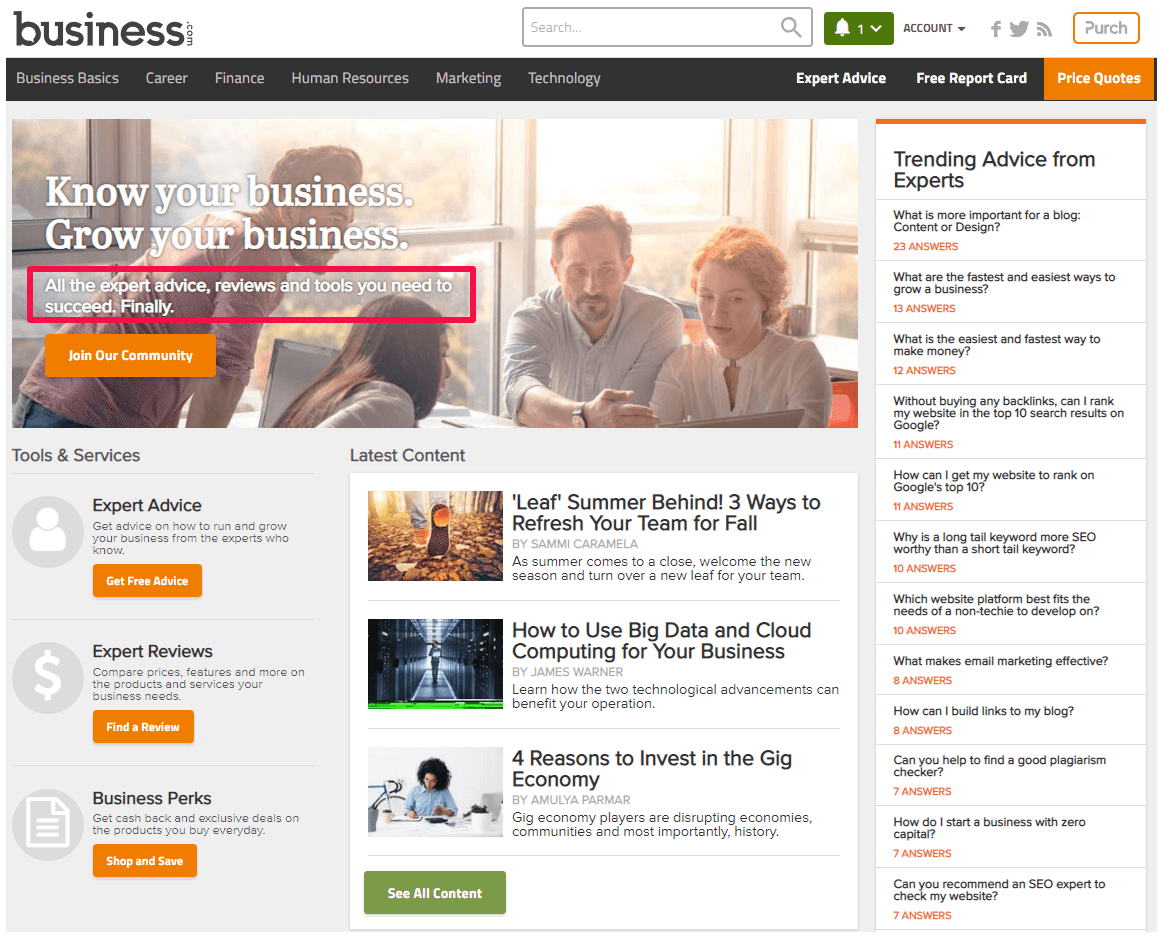 business.com
Search...
1
ACCOUNT
Purch
Business Basics
Career
Finance
Human Resources
Marketing
Technology
Expert Advice
Free Report Card
Price Quotes
Know your business.
Grow your business.
All the expert advice, reviews and tools you need to
succeed. Finally.
Join Our Community
Tools & Services
Expert Advice
Get advice on how to run and grow
your business from the experts who
know.
Get Free Advice
Expert Reviews
Compare prices, features and more on
the products and services your
business needs.
Find a Review
Business Perks
Get cash back and exclusive deals on
the products you buy everyday.
Shop and Save
Latest Content
'Leaf' Summer Behind! 3 Ways to
Refresh Your Team for Fall
BY SAMMI CARAMELA
As summer comes to a close, welcome the new
season and turn over a new leaf for your team.
How to Use Big Data and Cloud
Computing for Your Business
BY JAMES WARNER
Learn how the two technological advancements can
benefit your operation.
4 Reasons to Invest in the Gig
Economy
BY AMULYA PARMAR
Gig economy players are disrupting economies,
communities and most importantly, history.
See All Content
Trending Advice from
Experts
What is more important for a blog:
Content or Design?
23 ANSWERS
What are the fastest and easiest ways to
grow a business?
13 ANSWERS
What is the easiest and fastest way to
make money?
12 ANSWERS
Without buying any backlinks, can I rank
my website in the top 10 search results on
Google?
11 ANSWERS
How can I get my website to rank on
Google's top 10?
11 ANSWERS
Why is a long tail keyword more SEO
worthy than a short tail keyword?
10 ANSWERS
Which website platform best fits the
needs of a non-techie to develop on?
10 ANSWERS
What makes email marketing effective?
8 ANSWERS
How can I build links to my blog?
8 ANSWERS
Can you help to find a good plagiarism
checker?
7 ANSWERS
How do I start a business with zero
capital?
7 ANSWERS
Can you recommend an SEO expert to
check my website?
7 ANSWERS